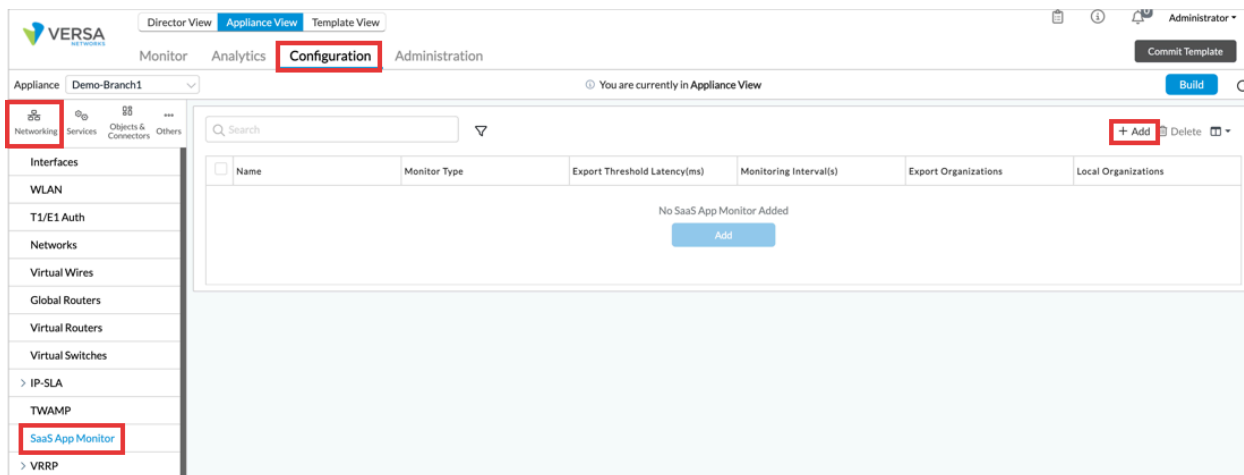 Director View Appliance View Template View
Administrator
VERSA
NETWORKS
Monitor Analytics Configuration Administration
Commit Template
Appliance Demo-Branch1
You are currently in Appliance View
Build
Networking Services Objects & Connectors Others
Search
+ Add Delete
Name Monitor Type Export Threshold Latency(ms) Monitoring Interval(s) Export Organizations Local Organizations
No SaaS App Monitor Added
Add
Interfaces
WLAN
T1/E1 Auth
Networks
Virtual Wires
Global Routers
Virtual Routers
Virtual Switches
> IP-SLA
TWAMP
SaaS App Monitor
> VRRP